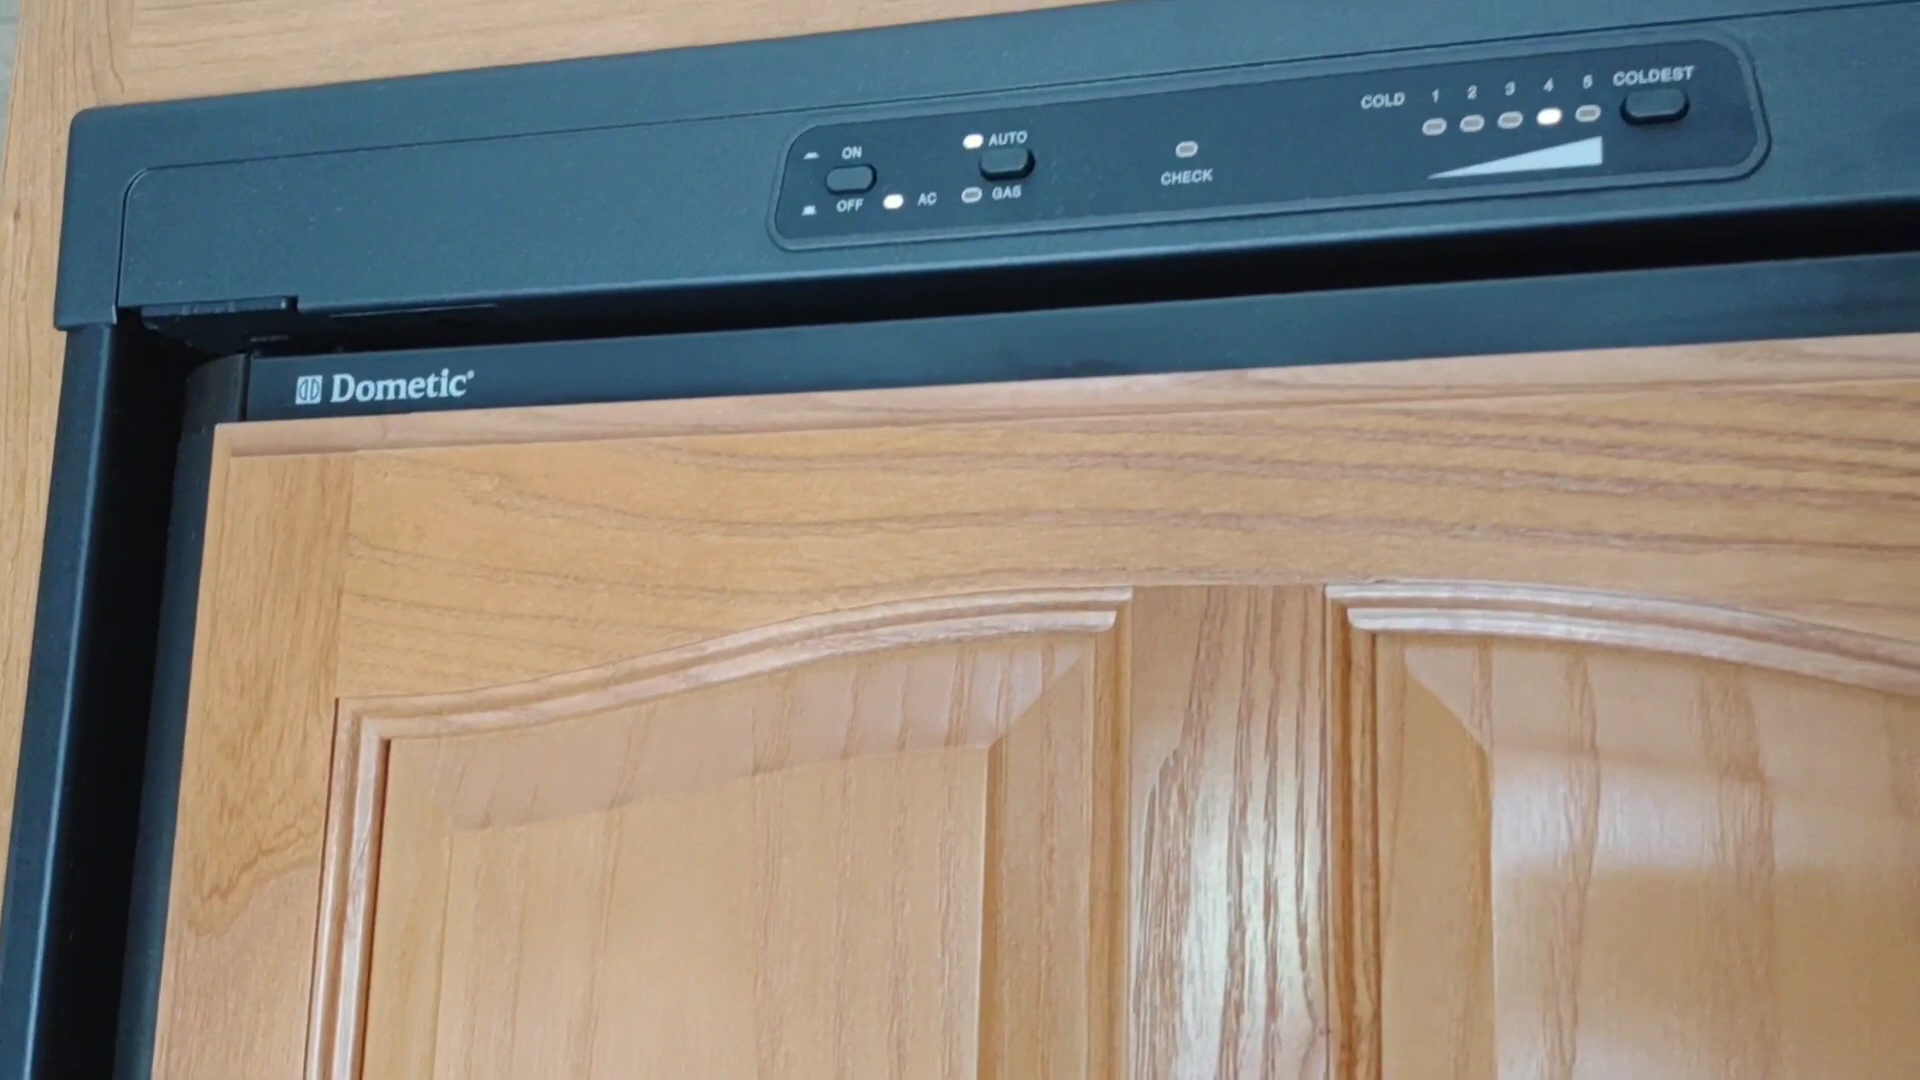 COLD 1 2 3 4 5 COLDEST
ON
AUTO
CHECK
OFF
AC
GAS
Dometic®